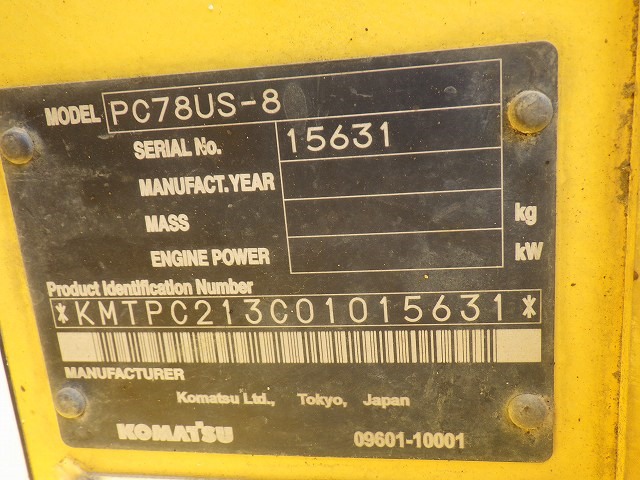 MODEL PC78US-8
SERIAL No. 15631
MANUFACT.YEAR
MASS kg
ENGINE POWER kW
Product Identification Number
*KMTPC213C01015631*
MANUFACTURER
Komatsu Ltd., Tokyo, Japan
KOMATSU 09601-10001